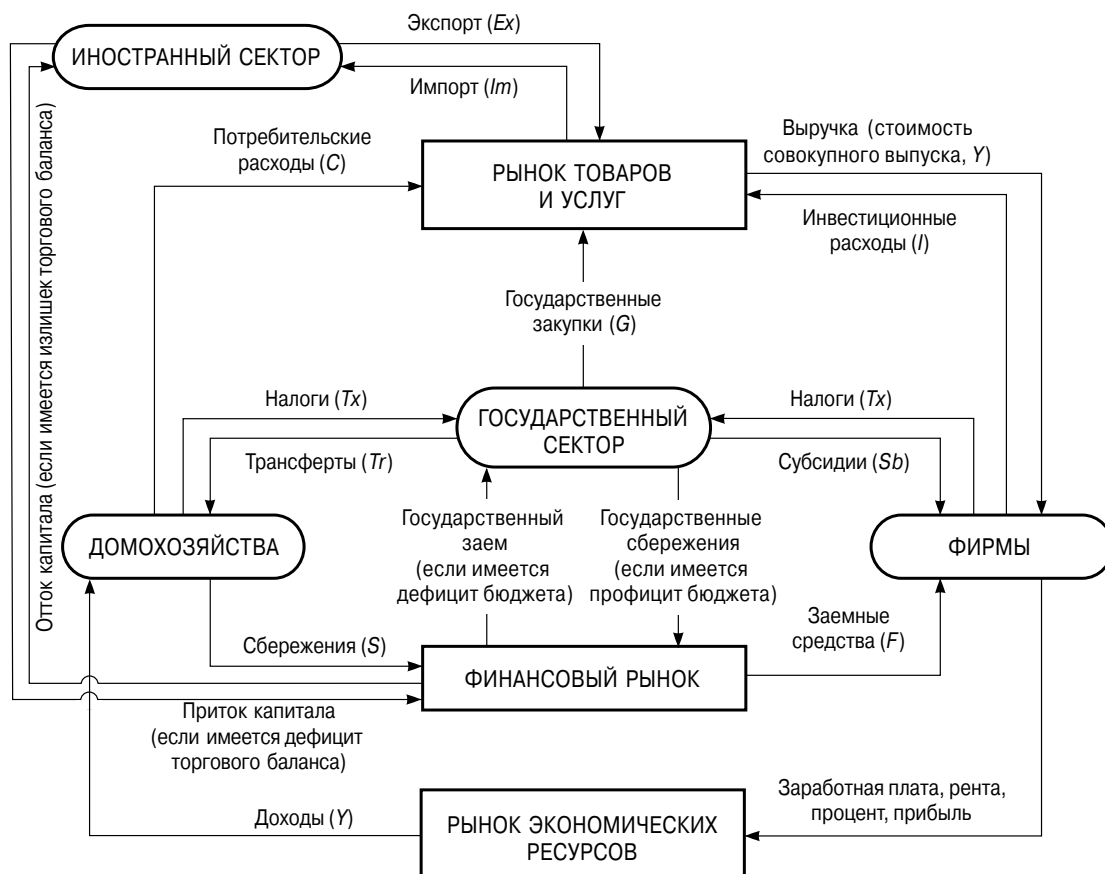 Экспорт (Ex)
ИНОСТРАННЫЙ СЕКТОР
Импорт (Im)
Потребительские
расходы (C)
Выручка (стоимость
совокупного выпуска, Y)
РЫНОК ТОВАРОВ
И УСЛУГ
Инвестиционные
расходы (I)
Отток капитала (если имеется излишек торгового баланса)
Государственные
закупки (G)
Налоги (Tx)
ГОСУДАРСТВЕННЫЙ
СЕКТОР
Налоги (Tx)
Трансферты (Tr)
Субсидии (Sb)
ДОМОХОЗЯЙСТВА
Государственный
заем
(если имеется
дефицит бюджета)
Государственные
сбережения
(если имеется
профицит бюджета)
ФИРМЫ
Сбережения (S)
Заемные
средства (F)
ФИНАНСОВЫЙ РЫНОК
Приток капитала
(если имеется дефицит
торгового баланса)
Заработная плата, рента,
процент, прибыль
Доходы (Y)
РЫНОК ЭКОНОМИЧЕСКИХ
РЕСУРСОВ